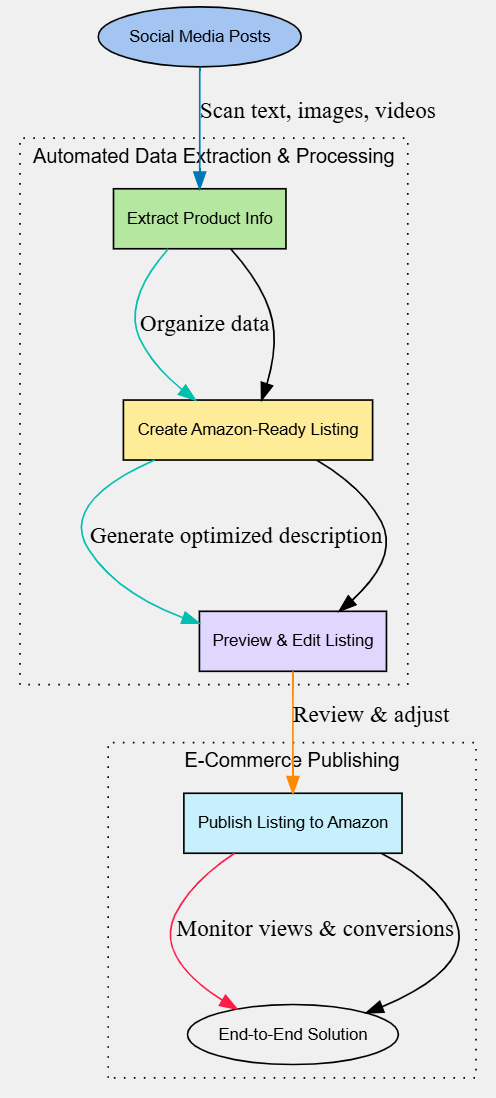 Social Media Posts
Scan text, images, videos
Automated Data Extraction & Processing
Extract Product Info
Organize data
Create Amazon-Ready Listing
Generate optimized description
Preview & Edit Listing
Review & adjust
E-Commerce Publishing
Publish Listing to Amazon
Monitor views & conversions
End-to-End Solution